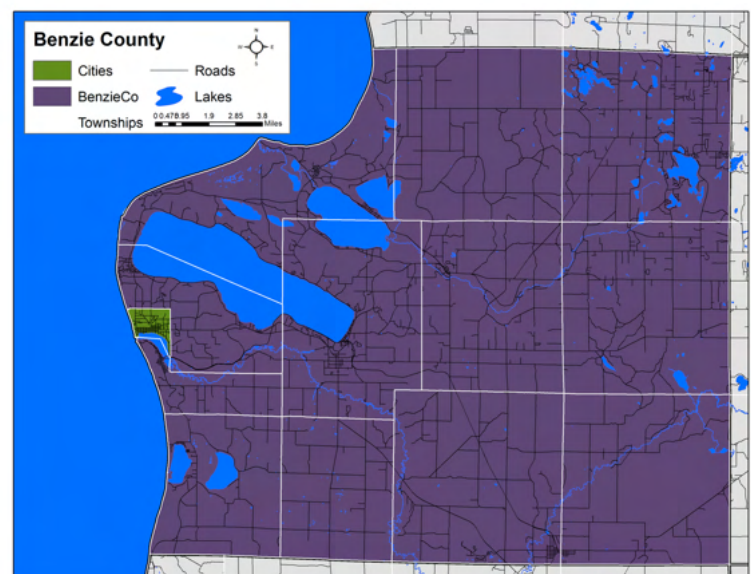 Benzie County
N
W E
S
Cities Roads
BenzieCo Lakes
Townships 0 0.475 0.95 1.9 2.85 3.8
Miles